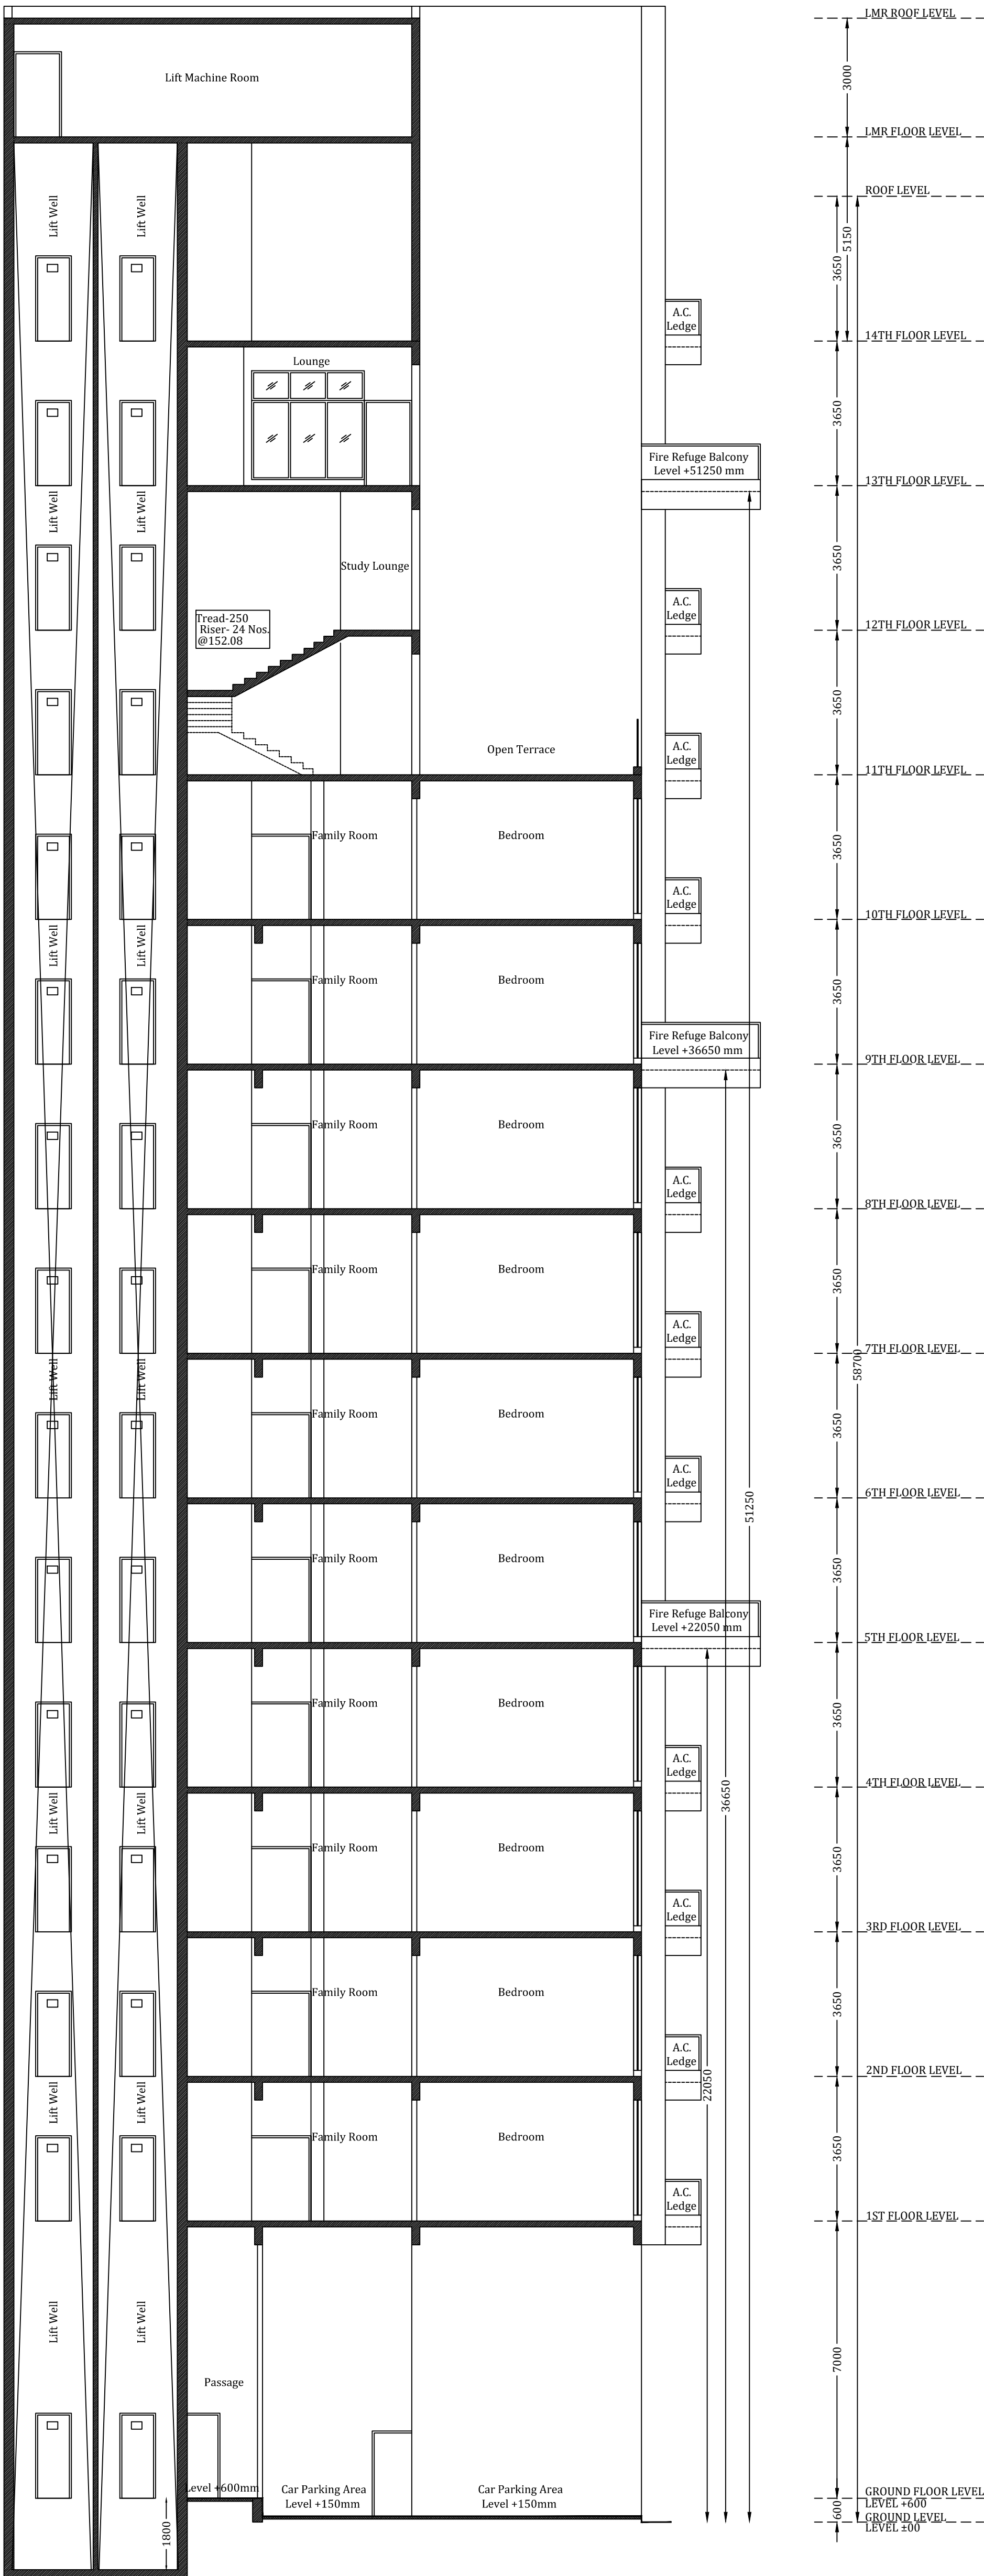 LMR ROOF LEVEL
Lift Machine Room
3000
LMR FLOOR LEVEL
ROOF LEVEL
Lift Well
Lift Well
5150
3650
A.C.
Ledge
14TH FLOOR LEVEL
Lounge
3650
Fire Refuge Balcony
Level +51250 mm
13TH FLOOR LEVEL
Lift Well
Lift Well
Study Lounge
3650
A.C.
Ledge
Tread-250
Riser- 24 Nos.
@152.08
12TH FLOOR LEVEL
3650
Open Terrace
A.C.
Ledge
11TH FLOOR LEVEL
Family Room
Bedroom
3650
A.C.
Ledge
10TH FLOOR LEVEL
Lift Well
Lift Well
Family Room
Bedroom
3650
Fire Refuge Balcony
Level +36650 mm
9TH FLOOR LEVEL
Family Room
Bedroom
3650
A.C.
Ledge
8TH FLOOR LEVEL
Family Room
Bedroom
3650
A.C.
Ledge
7TH FLOOR LEVEL
58700
Lift Well
Lift Well
Family Room
Bedroom
3650
A.C.
Ledge
6TH FLOOR LEVEL
51250
Family Room
Bedroom
3650
Fire Refuge Balcony
Level +22050 mm
5TH FLOOR LEVEL
Family Room
Bedroom
3650
A.C.
Ledge
4TH FLOOR LEVEL
36650
Lift Well
Lift Well
Family Room
Bedroom
3650
A.C.
Ledge
3RD FLOOR LEVEL
Family Room
Bedroom
3650
A.C.
Ledge
2ND FLOOR LEVEL
22050
Lift Well
Lift Well
Family Room
Bedroom
3650
A.C.
Ledge
1ST FLOOR LEVEL
Lift Well
Lift Well
7000
Passage
Level +600mm
Car Parking Area
Level +150mm
Car Parking Area
Level +150mm
GROUND FLOOR LEVEL
LEVEL +600
600
GROUND LEVEL
LEVEL ±00
1800